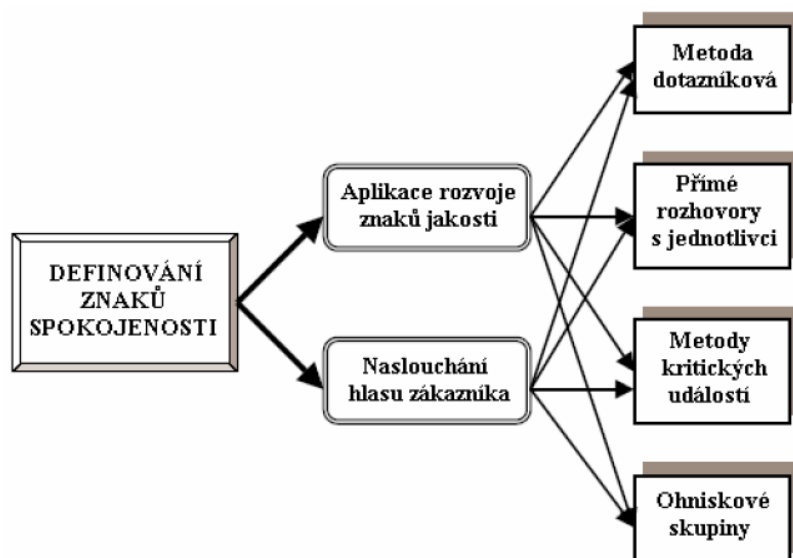 DEFINOVÁNÍ
ZNAKŮ
SPOKOJENOSTI
Aplikace rozvoje
znaků jakosti
Naslouchání
hlasu zákazníka
Metoda
dotazníková
Přímé
rozhovory
s jednotlivci
Metody
kritických
událostí
Ohniskové
skupiny